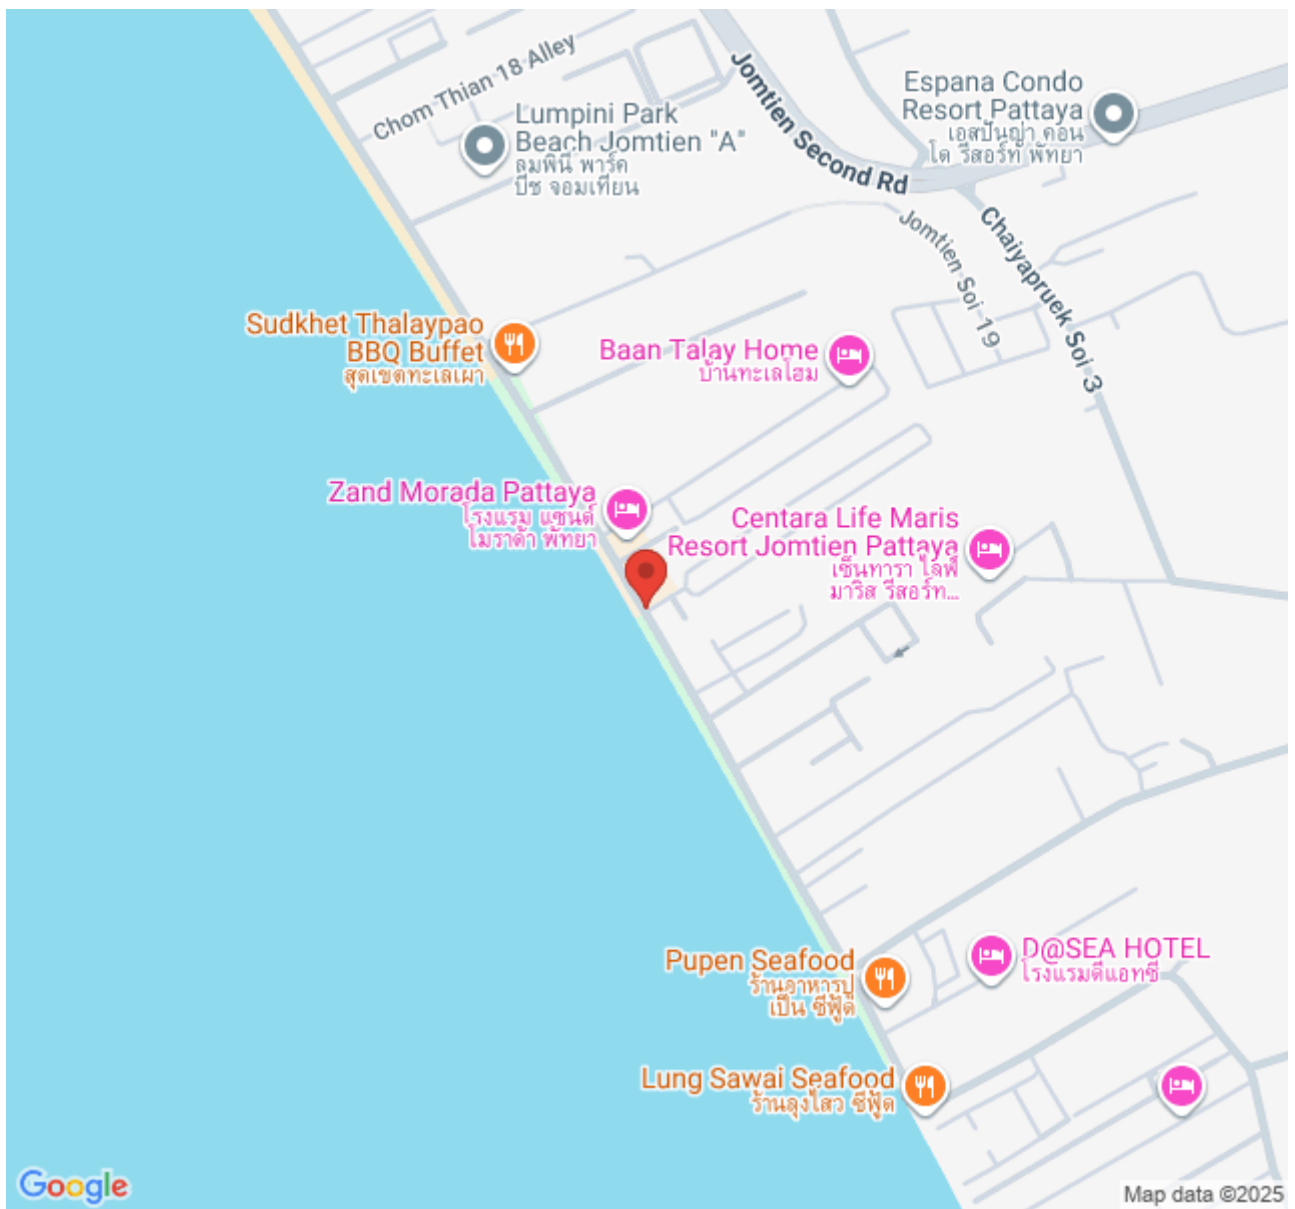 Chom Thian 18 Alley
Jomtien Second Rd
Espana Condo
Resort Pattaya
เอสปันญ่า คอน
โด รีสอร์ท พัทยา
Lumpini Park
Beach Jomtien "A"
ลุมพินี พาร์ค
บีช จอมเทียน
Jomtien Soi 19
Chaiyapruek Soi 3
Sudkhet Thalaypao
BBQ Buffet
สุดเขตทะเลเผา
Baan Talay Home
บ้านทะเลโฮม
Zand Morada Pattaya
โรงแรม แซนด์
โมราด้า พัทยา
Centara Life Maris
Resort Jomtien Pattaya
เซ็นทารา ไลฟ์
มาริส รีสอร์ท...
Pupen Seafood
ร้านอาหารปู
เป็น ซีฟู้ด
D@SEA HOTEL
โรงแรมดีแอทซี
Lung Sawai Seafood
ร้านลุงไสว ซีฟู้ด
Google
Map data ©2025